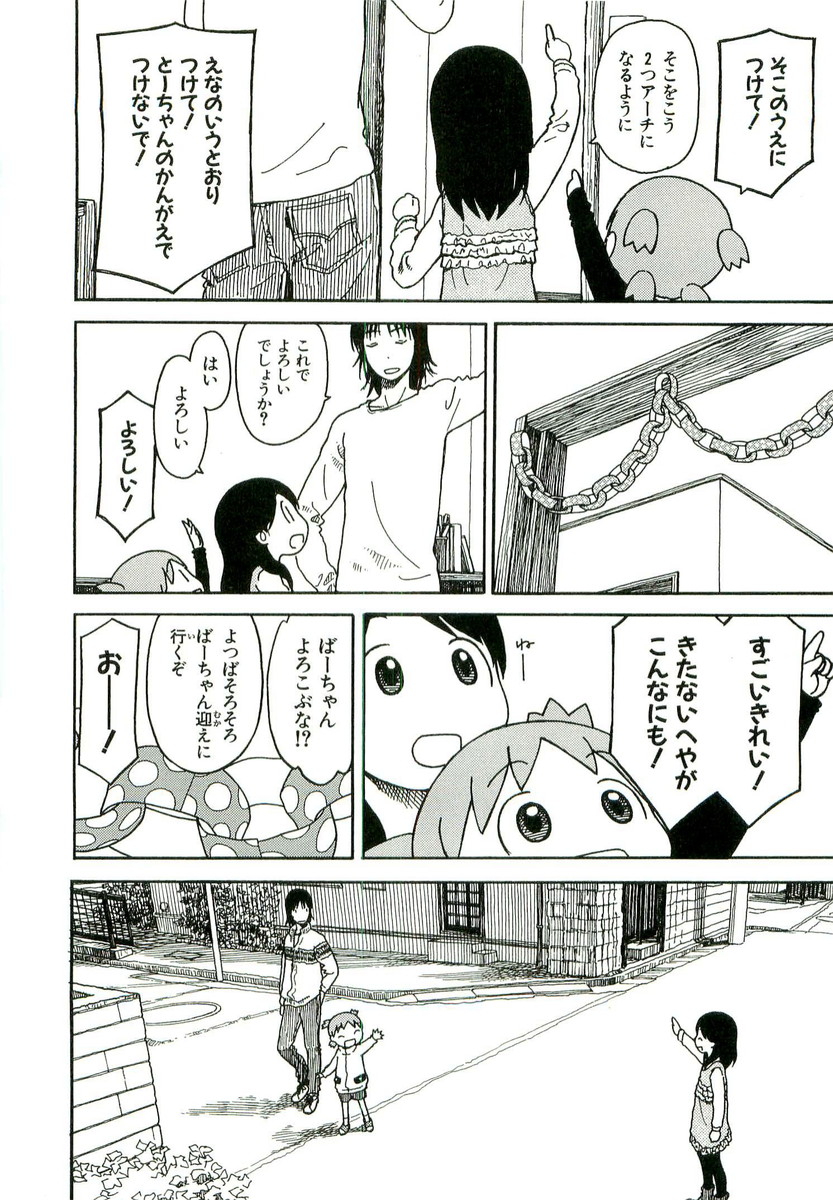 そこのうえに
つけて!
そこをこう
2つアーチに
なるように
えなのいうとおり
つけて!
とーちゃんのかんがえで
つけないで!
これで
よろしい
でしょうか?
はい
よろしい
よろしい!
すごいきれい!
きたないへやが
こんなにも!
ねー
ばーちゃん
よろこぶな!?
よつばそろそろ
ばーちゃん迎えに
行くぞ
おーー!